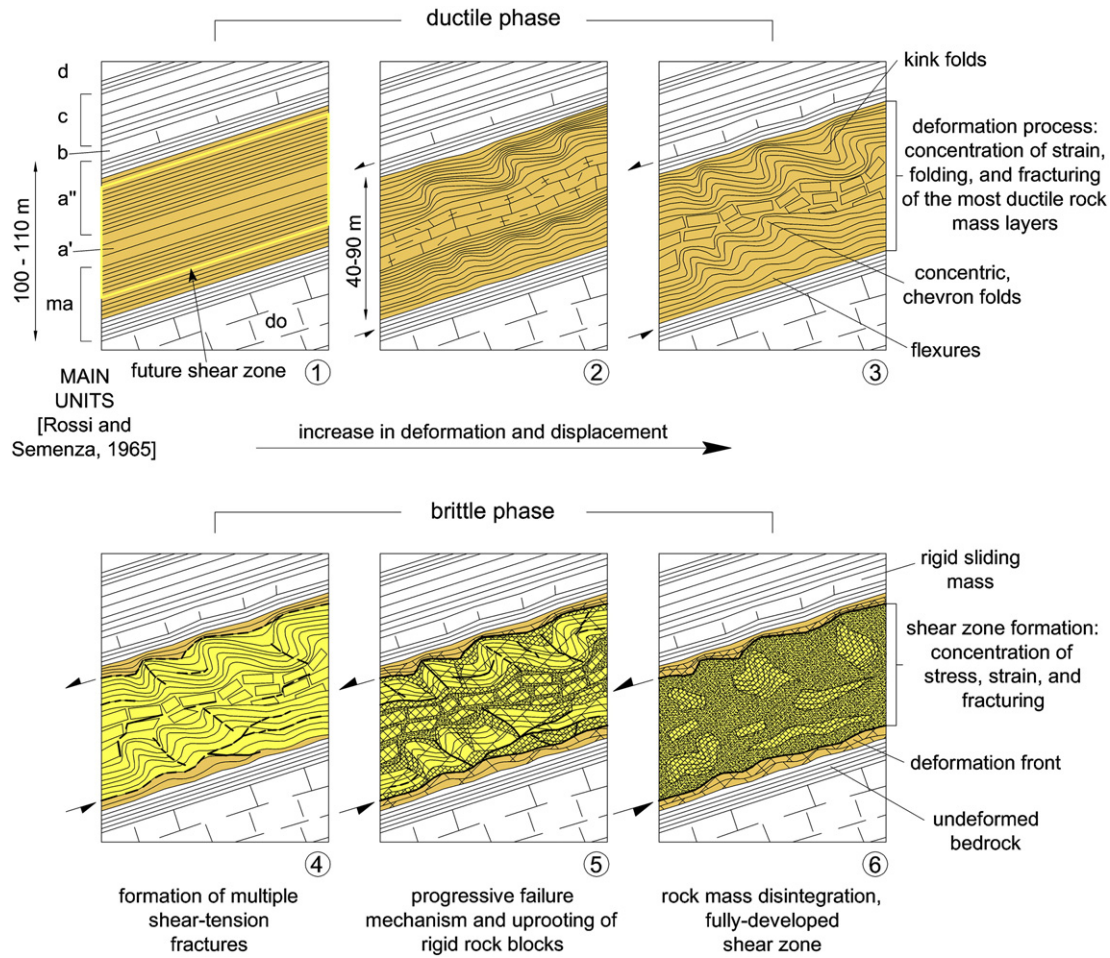 ductile phase
d
c
b
a"
a'
ma
100 - 110 m
do
future shear zone
1
MAIN
UNITS
[Rossi and
Semenza, 1965]
40-90 m
2
3
kink folds
deformation process:
concentration of strain,
folding, and fracturing
of the most ductile rock
mass layers
concentric,
chevron folds
flexures
increase in deformation and displacement
brittle phase
4
5
6
rigid sliding
mass
shear zone formation:
concentration of
stress, strain, and
fracturing
deformation front
undeformed
bedrock
formation of multiple
shear-tension
fractures
progressive failure
mechanism and uprooting of
rigid rock blocks
rock mass disintegration,
fully-developed
shear zone